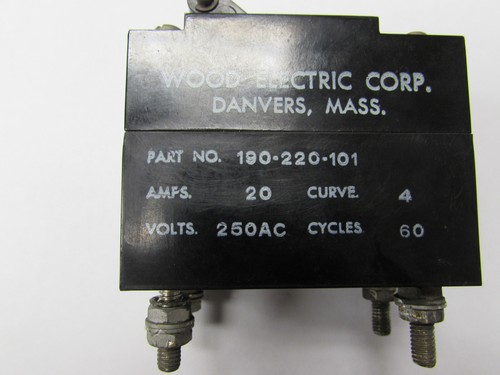 WOOD ELECTRIC CORP.
DANVERS, MASS.
PART NO. 190-220-101
AMPS. 20 CURVE. 4
VOLTS. 250AC CYCLES 60